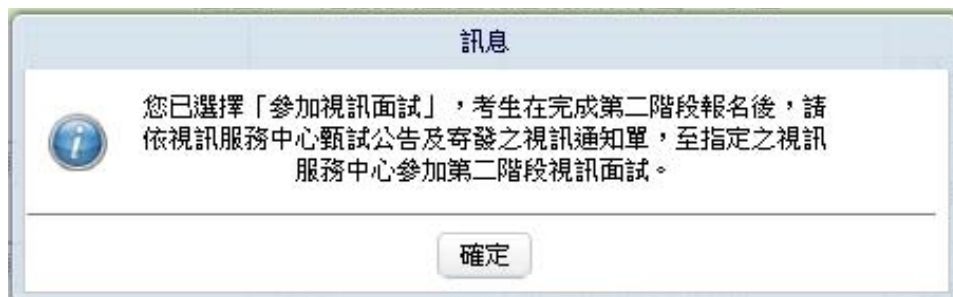 訊息
您已選擇「參加視訊面試」，考生在完成第二階段報名後，請
依視訊服務中心甄試公告及寄發之視訊通知單，至指定之視訊
服務中心參加第二階段視訊面試。
確定